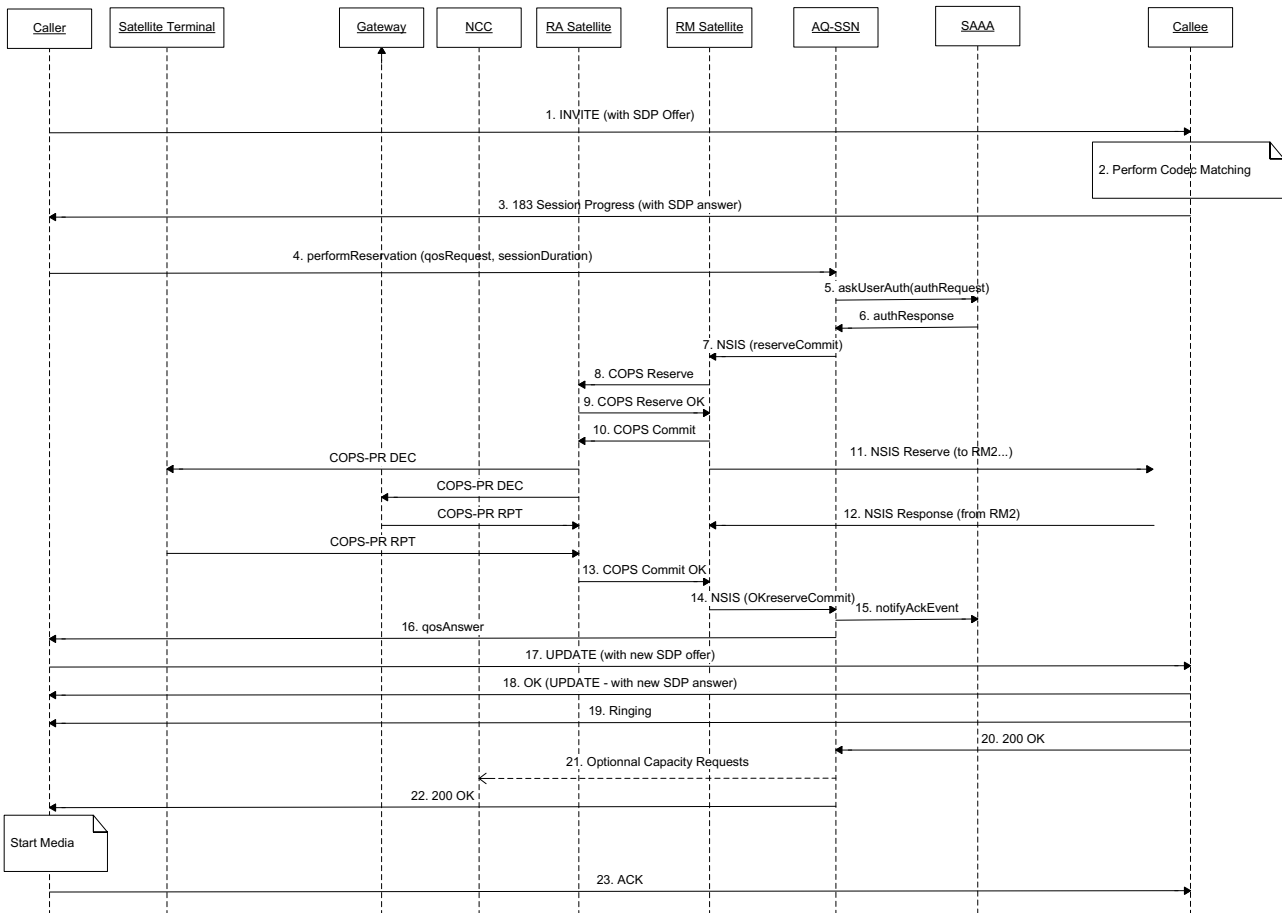 Caller
Satellite Terminal
Gateway
NCC
RA Satellite
RM Satellite
AQ-SSN
SAAA
Callee
1. INVITE (with SDP Offer)
2. Perform Codec Matching
3. 183 Session Progress (with SDP answer)
4. performReservation (qosRequest, sessionDuration)
5. askUserAuth(authRequest)
6. authResponse
7. NSIS (reserveCommit)
8. COPS Reserve
9. COPS Reserve OK
10. COPS Commit
COPS-PR DEC
11. NSIS Reserve (to RM2...)
COPS-PR DEC
COPS-PR RPT
12. NSIS Response (from RM2)
COPS-PR RPT
13. COPS Commit OK
14. NSIS (OKreserveCommit)
15. notifyAckEvent
16. qosAnswer
17. UPDATE (with new SDP offer)
18. OK (UPDATE - with new SDP answer)
19. Ringing
20. 200 OK
21. Optionnal Capacity Requests
22. 200 OK
Start Media
23. ACK